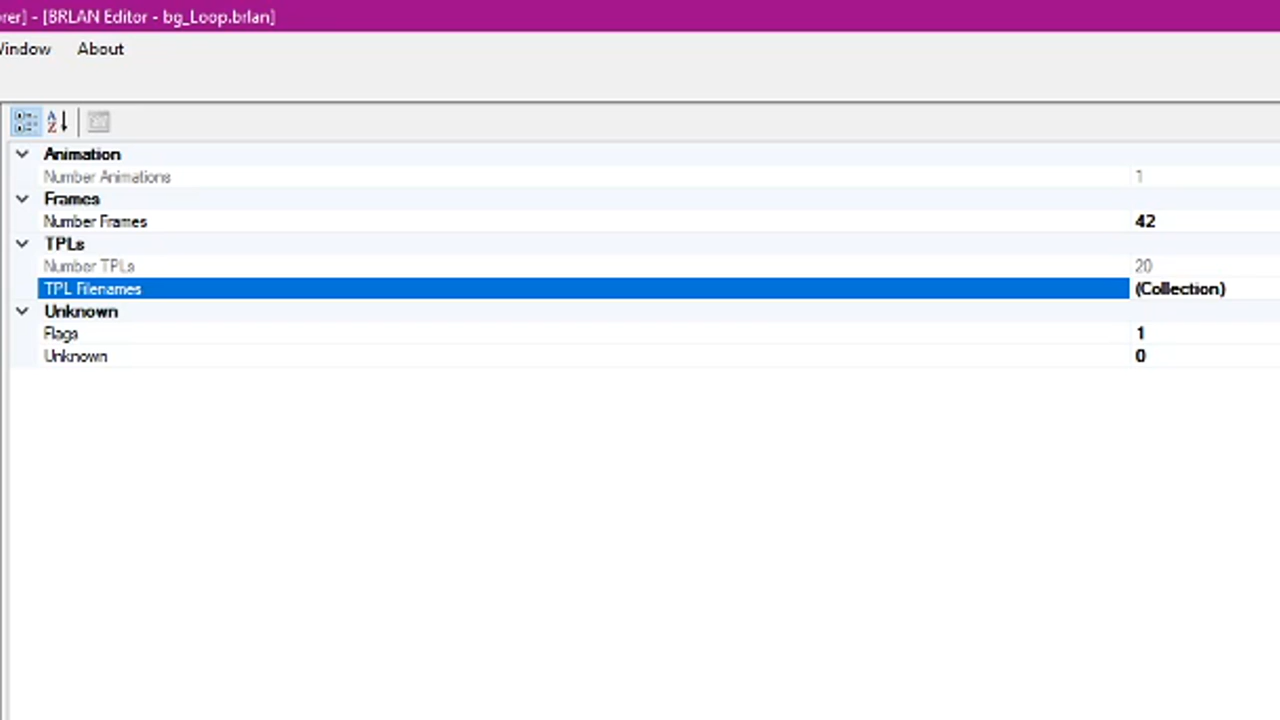 rer] - [BRLAN Editor - bg_Loop.brlan]
Window About
Animation
Number Animations 1
Frames
Number Frames 42
TPLs
Number TPLs 20
TPL Filenames (Collection)
Unknown
Flags 1
Unknown 0